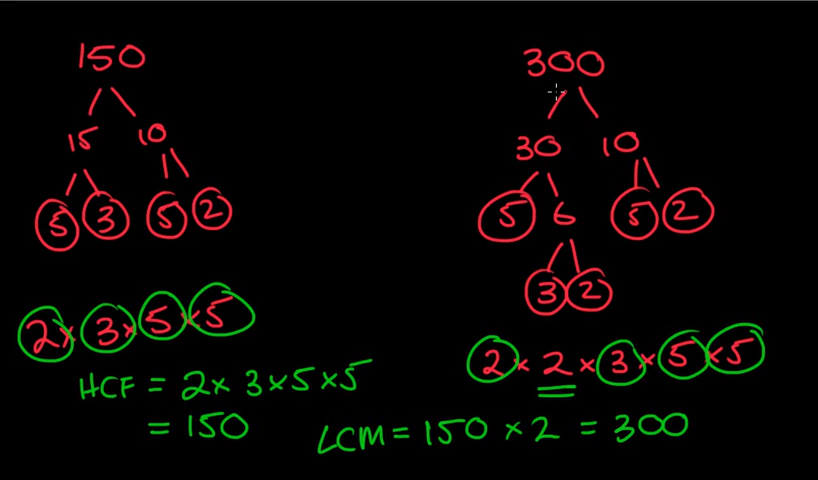 150
300
15 10
30 10
5 3 5 2
5 6 5 2
3 2
2 × 3 × 5 × 5
2 × 2 × 3 × 5 × 5
HCF = 2 × 3 × 5 × 5
= 150
LCM = 150 × 2 = 300